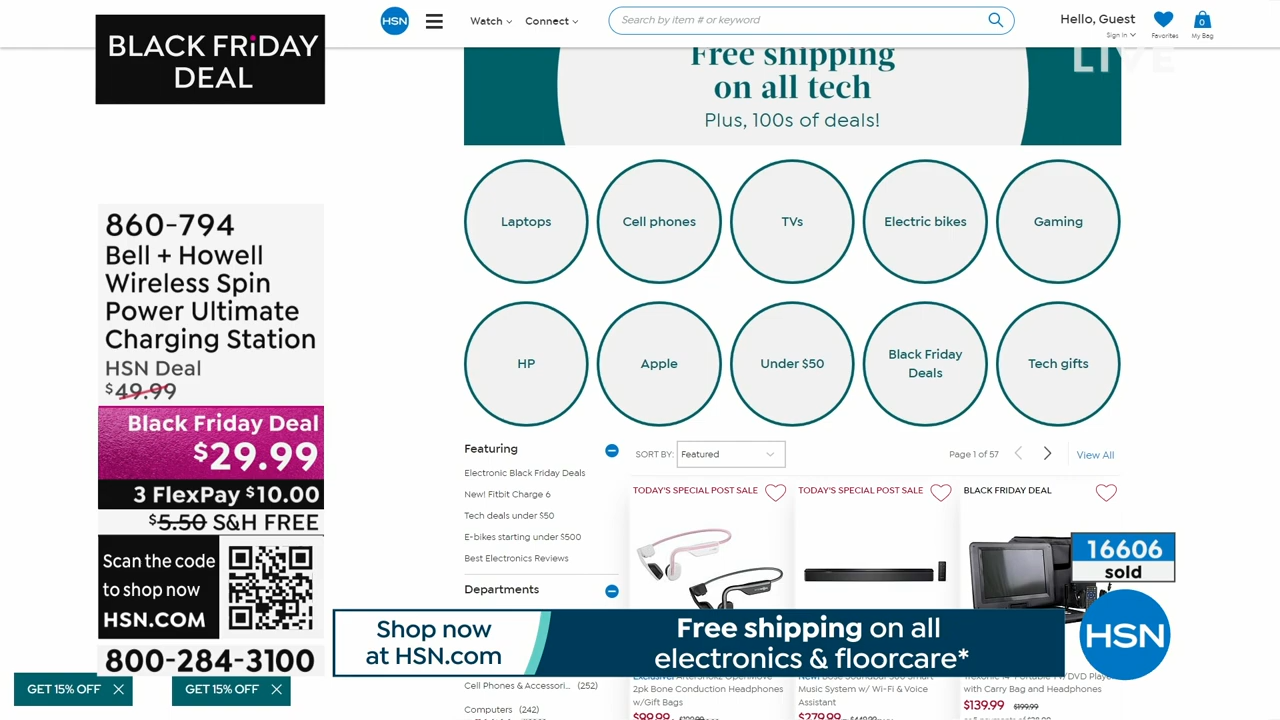 BLACK FRiDAY
DEAL
HSN
Watch
Connect
Search by item # or keyword
Hello, Guest
Sign In
Favorites
0
My Bag
LIVE
Free shipping
on all tech
Plus, 100s of deals!
Laptops
Cell phones
TVs
Electric bikes
Gaming
HP
Apple
Under $50
Black Friday
Deals
Tech gifts
860-794
Bell + Howell
Wireless Spin
Power Ultimate
Charging Station
HSN Deal
$49.99
Black Friday Deal
$29.99
3 FlexPay $10.00
$5.50 S&H FREE
Scan the code
to shop now
HSN.COM
800-284-3100
GET 15% OFF
GET 15% OFF
Featuring
Electronic Black Friday Deals
New! Fitbit Charge 6
Tech deals under $50
E-bikes starting under $500
Best Electronics Reviews
Departments
Cell Phones & Accessori... (252)
Computers (242)
SORT BY: Featured
Page 1 of 57
View All
TODAY'S SPECIAL POST SALE
TODAY'S SPECIAL POST SALE
BLACK FRIDAY DEAL
16606
sold
Shop now
at HSN.com
Free shipping on all
electronics & floorcare*
HSN
2pk Bone Conduction Headphones
w/Gift Bags
$99.99
Music System w/ Wi-Fi & Voice
Assistant
$279.99
with Carry Bag and Headphones
$139.99 $199.99